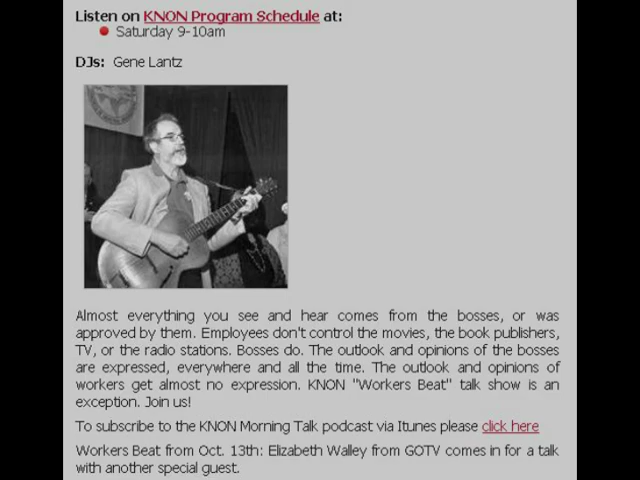 Listen on KNON Program Schedule at:
Saturday 9-10am
DJs: Gene Lantz
Almost everything you see and hear comes from the bosses, or was
approved by them. Employees don't control the movies, the book publishers,
TV, or the radio stations. Bosses do. The outlook and opinions of the bosses
are expressed, everywhere and all the time. The outlook and opinions of
workers get almost no expression. KNON "Workers Beat" talk show is an
exception. Join us!
To subscribe to the KNON Morning Talk podcast via Itunes please click here
Workers Beat from Oct. 13th: Elizabeth Walley from GOTV comes in for a talk
with another special guest.